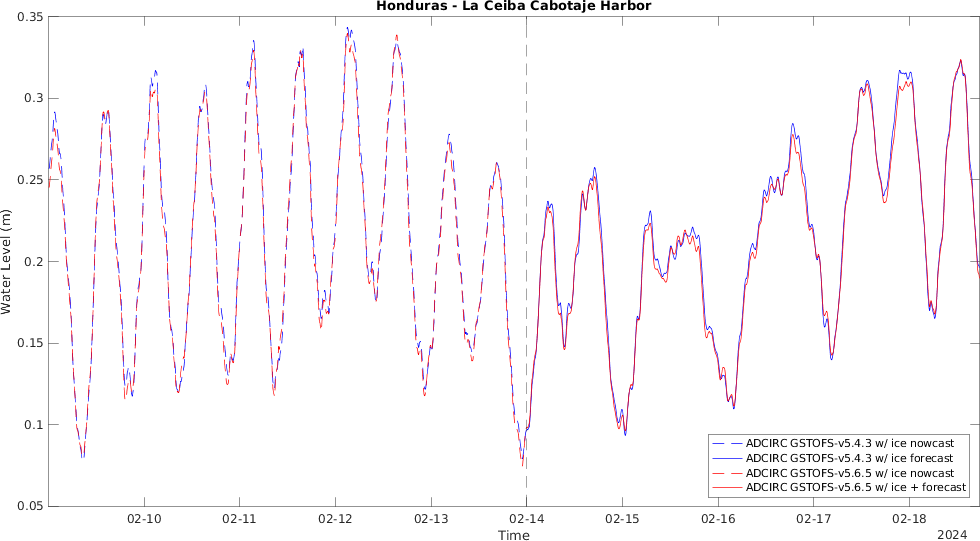 Honduras - La Ceiba Cabotaje Harbor
0.35
0.3
0.25
0.2
0.15
0.1
0.05
Water Level (m)
ADCIRC GSTOFS-v5.4.3 w/ ice nowcast
ADCIRC GSTOFS-v5.4.3 w/ ice forecast
ADCIRC GSTOFS-v5.6.5 w/ ice nowcast
ADCIRC GSTOFS-v5.6.5 w/ ice + forecast
02-10 02-11 02-12 02-13 02-14 02-15 02-16 02-17 02-18
Time
2024